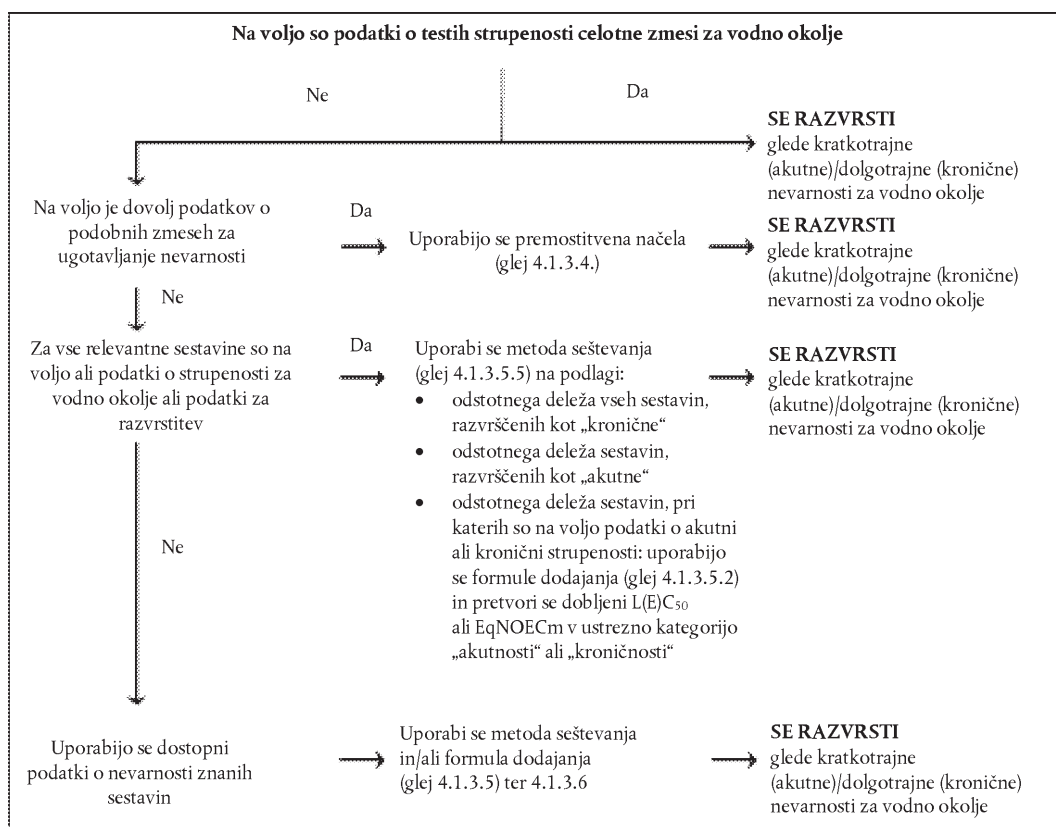 Na voljo so podatki o testih strupenosti celotne zmesi za vodno okolje
Ne
Da
SE RAZVRSTI
glede kratkotrajne
(akutne)/dolgotrajne (kronične)
nevarnosti za vodno okolje
Na voljo je dovolj podatkov o
podobnih zmeseh za
ugotavljanje nevarnosti
Da
Uporabijo se premostitvena načela
(glej 4.1.3.4.)
SE RAZVRSTI
glede kratkotrajne
(akutne)/dolgotrajne (kronične)
nevarnosti za vodno okolje
Ne
Za vse relevantne sestavine so na
voljo ali podatki o strupenosti za
vodno okolje ali podatki za
razvrstitev
Da
Uporabi se metoda seštevanja
(glej 4.1.3.5.5) na podlagi:
• odstotnega deleža vseh sestavin,
razvrščenih kot „kronične“
• odstotnega deleža sestavin,
razvrščenih kot „akutne“
• odstotnega deleža sestavin, pri
katerih so na voljo podatki o akutni
ali kronični strupenosti: uporabijo
se formule dodajanja (glej 4.1.3.5.2)
in pretvori se dobljeni L(E)C₅₀
ali EqNOECm v ustrezno kategorijo
„akutnosti“ ali „kroničnosti“
SE RAZVRSTI
glede kratkotrajne
(akutne)/dolgotrajne (kronične)
nevarnosti za vodno okolje
Ne
Uporabijo se dostopni
podatki o nevarnosti znanih
sestavin
Uporabi se metoda seštevanja
in/ali formula dodajanja
(glej 4.1.3.5) ter 4.1.3.6
SE RAZVRSTI
glede kratkotrajne
(akutne)/dolgotrajne (kronične)
nevarnosti za vodno okolje